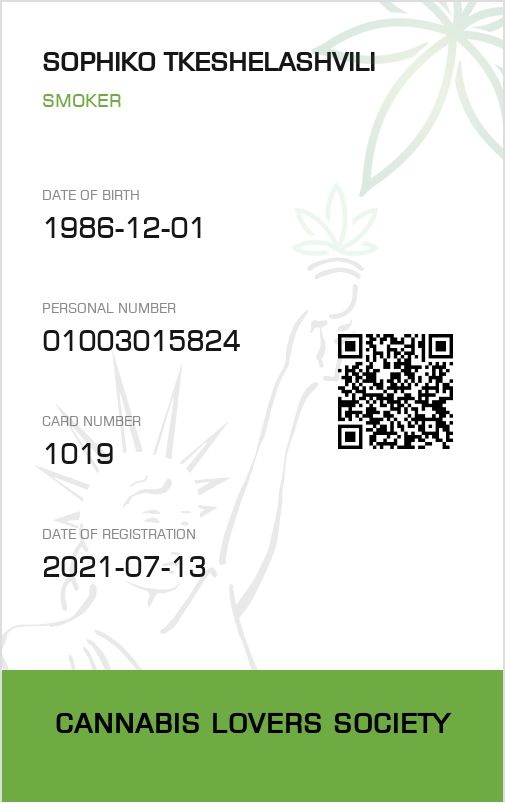 SOPHIKO TKESHELASHVILI
SMOKER
DATE OF BIRTH
1986-12-01
PERSONAL NUMBER
01003015824
CARD NUMBER
1019
DATE OF REGISTRATION
2021-07-13
CANNABIS LOVERS SOCIETY